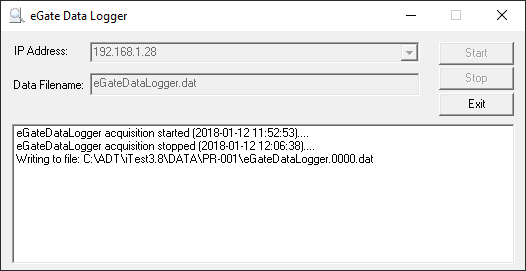 eGate Data Logger
IP Address: 192.168.1.28 Start
Data Filename: eGateDataLogger.dat Stop
Exit
eGateDataLogger acquisition started (2018-01-12 11:52:53)....
eGateDataLogger acquisition stopped (2018-01-12 12:06:38)....
Writing to file: C:\ADT\iTest3.8\DATA\PR-001\eGateDataLogger.0000.dat